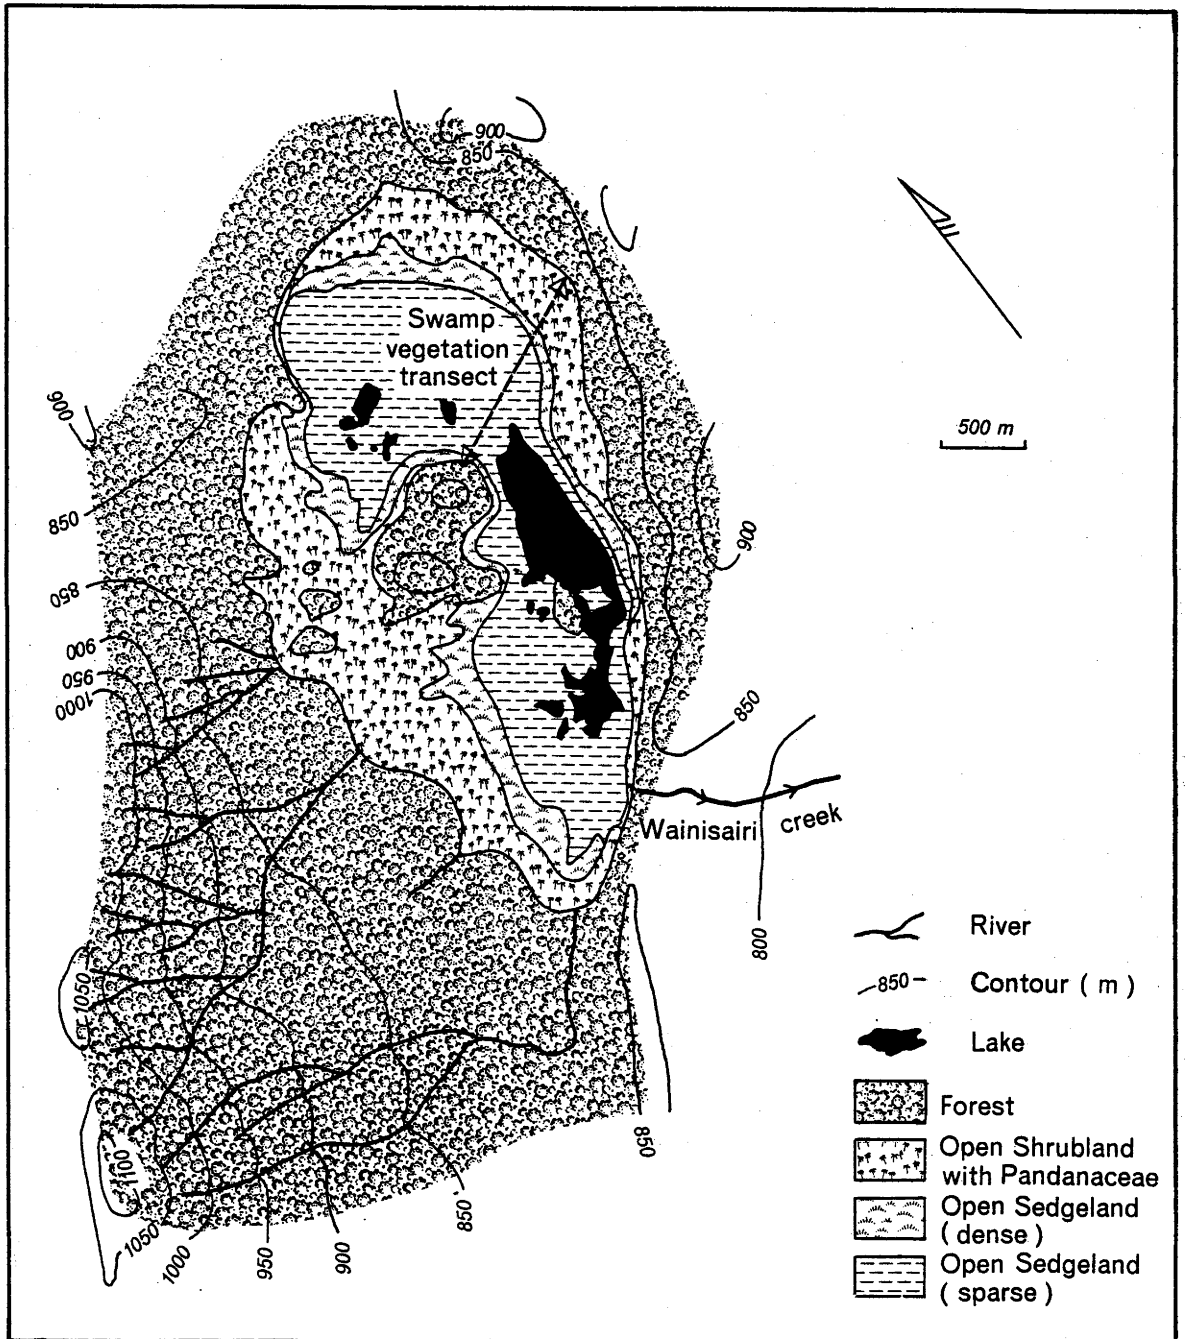 900
850
Swamp
vegetation
transect
900
500 m
850
900
850
900
950
1000
850
Wainisairi creek
800
River
1050
850 Contour ( m )
Lake
Forest
850
Open Shrubland
with Pandanaceae
1100
Open Sedgeland
( dense )
850
1050
1000
950
900
Open Sedgeland
( sparse )